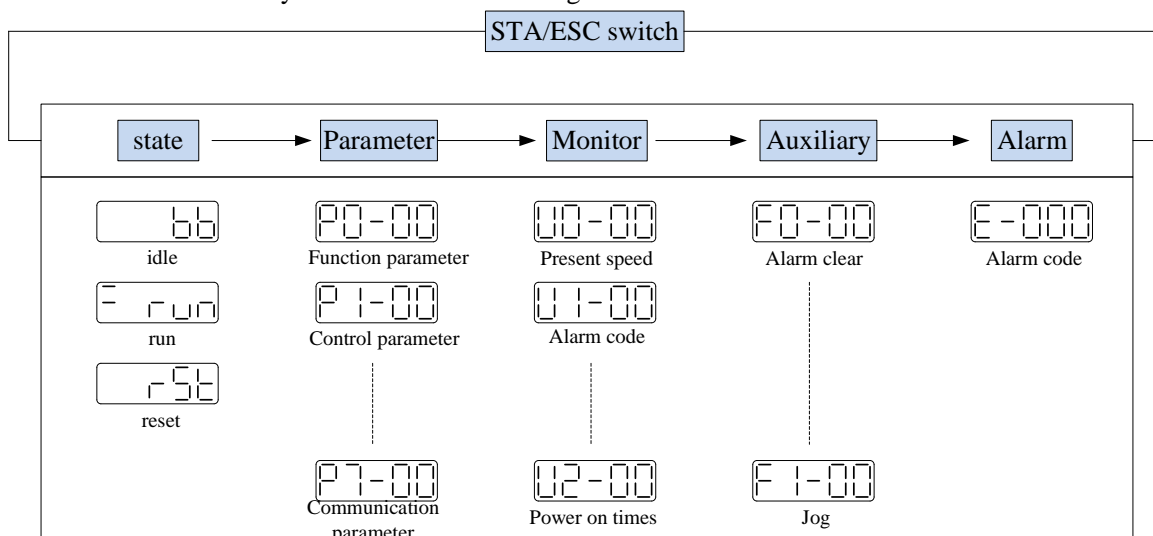 STA/ESC switch
state Parameter Monitor Auxiliary Alarm
bb P0-00 U0-00 F0-00 E-000
idle Function parameter Present speed Alarm clear Alarm code
run P1-00 U1-00
run Control parameter Alarm code
rSt
reset
P7-00 U2-00 F1-00
Communication Power on times Jog
parameter